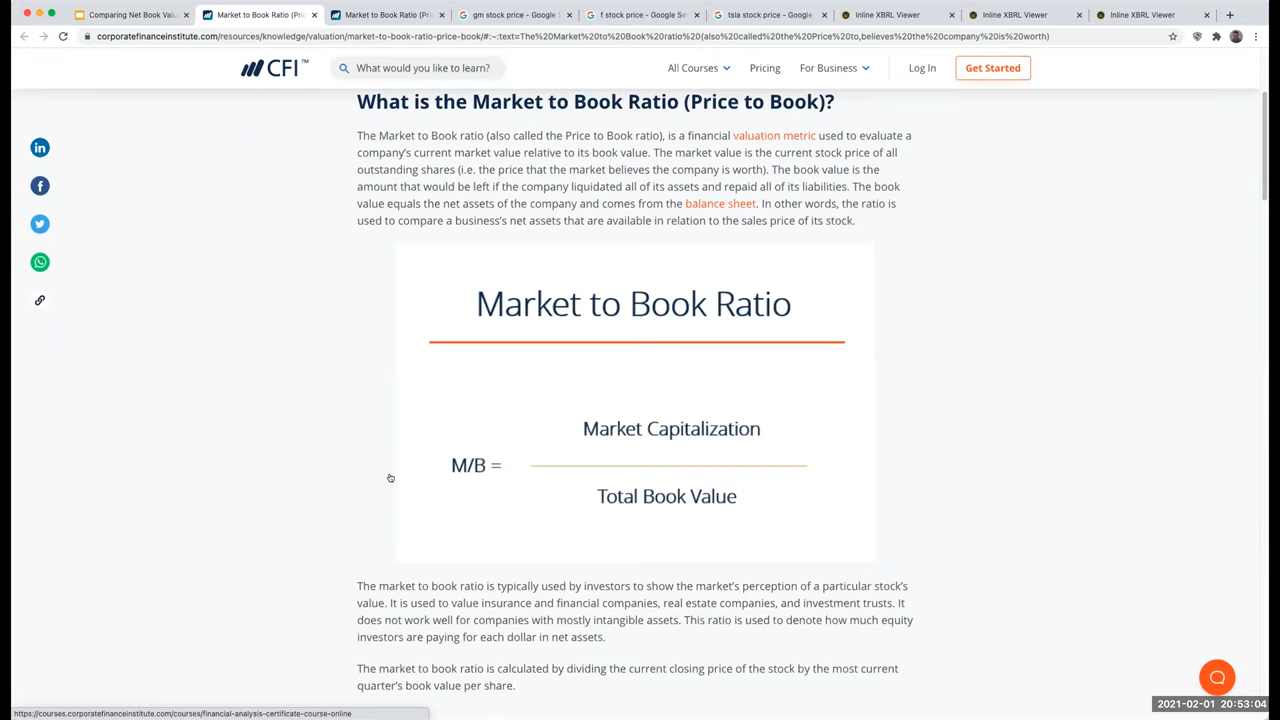 Comparing Net Book Valu
Market to Book Ratio (Pric
Market to Book Ratio (Price
gm stock price - Google S
f stock price - Google Se
tsla stock price - Google
Inline XBRL Viewer
Inline XBRL Viewer
Inline XBRL Viewer
corporatefinanceinstitute.com/resources/knowledge/valuation/market-to-book-ratio-price-book/#:~:text=The%20Market%20to%20Book%20ratio%20(also%20called%20the%20Price%20to,believes%20the%20company%20is%20worth)
CFI™
What would you like to learn?
All Courses
Pricing
For Business
Log In
Get Started
What is the Market to Book Ratio (Price to Book)?
The Market to Book ratio (also called the Price to Book ratio), is a financial valuation metric used to evaluate a
company's current market value relative to its book value. The market value is the current stock price of all
outstanding shares (i.e. the price that the market believes the company is worth). The book value is the
amount that would be left if the company liquidated all of its assets and repaid all of its liabilities. The book
value equals the net assets of the company and comes from the balance sheet. In other words, the ratio is
used to compare a business's net assets that are available in relation to the sales price of its stock.
Market to Book Ratio
Market Capitalization
M/B =
Total Book Value
The market to book ratio is typically used by investors to show the market's perception of a particular stock's
value. It is used to value insurance and financial companies, real estate companies, and investment trusts. It
does not work well for companies with mostly intangible assets. This ratio is used to denote how much equity
investors are paying for each dollar in net assets.
The market to book ratio is calculated by dividing the current closing price of the stock by the most current
quarter's book value per share.
2021-02-01 20:53:04
https://courses.corporatefinanceinstitute.com/courses/financial-analysis-certificate-course-online